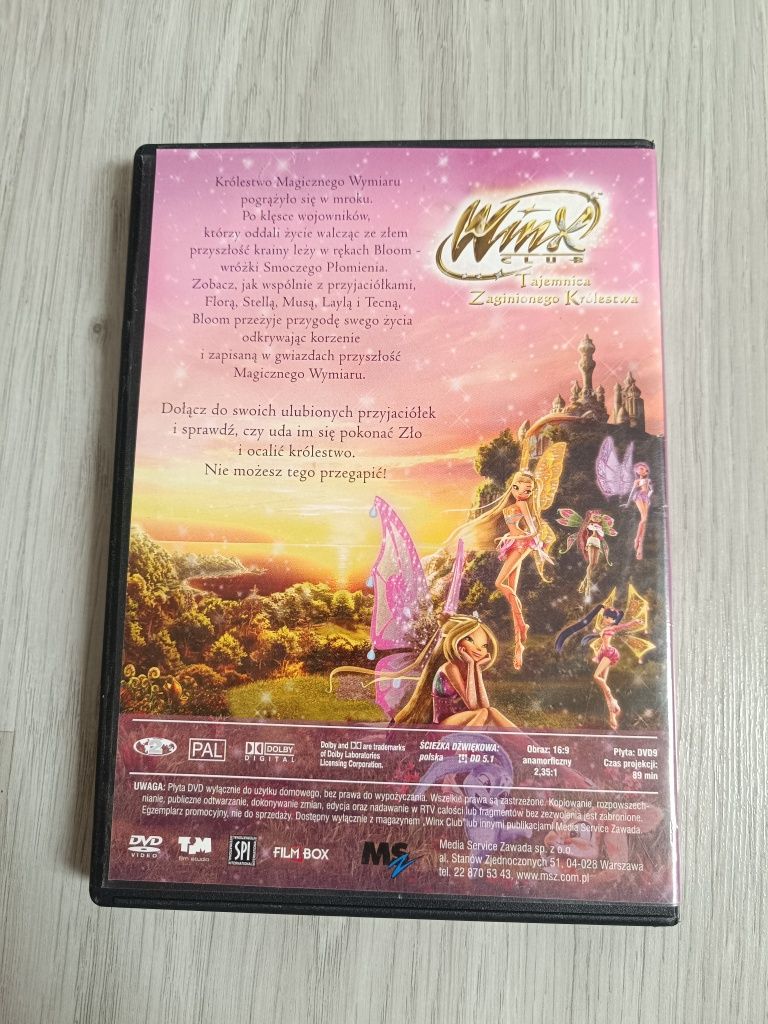 Królestwo Magicznego Wymiaru
pogrążyło się w mroku.
Po klęsce wojowników,
którzy oddali życie walcząc ze złem
przyszłość krainy leży w rękach Bloom -
wróżki Smoczego Płomienia.
Zobacz, jak wspólnie z przyjaciółkami,
Florą, Stellą, Musą, Laylą i Tecną,
Bloom przeżyje przygodę swego życia
odkrywając korzenie
i zapisaną w gwiazdach przyszłość
Magicznego Wymiaru.
Dołącz do swoich ulubionych przyjaciółek
i sprawdź, czy uda im się pokonać Zło
i ocalić królestwo.
Nie możesz tego przegapić!
WinX
CLUB
Tajemnica
Zaginionego Królestwa
2
PAL
DOLBY
DIGITAL
Dolby and are trademarks
of Dolby Laboratories
Licensing Corporation.
ŚCIEŻKA DŹWIĘKOWA:
polska DD 5.1
Obraz: 16:9
anamorficzny
2,35:1
Płyta: DVD9
Czas projekcji:
89 min
UWAGA: Płyta DVD wyłącznie do użytku domowego, bez prawa do wypożyczania. Wszelkie prawa są zastrzeżone. Kopiowanie, rozpowszech-
nianie, publiczne odtwarzanie, dokonywanie zmian, edycja oraz nadawanie w RTV całości lub fragmentów bez zezwolenia jest zabronione.
Egzemplarz promocyjny, nie do sprzedaży. Dostępny wyłącznie z magazynem „Winx Club" lub innymi publikacjami Media Service Zawada.
DVD
VIDEO
TPM
film studio
SPI
INTERNATIONAL
FILMBOX
MSZ
Media Service Zawada sp. z o.o.
al. Stanów Zjednoczonych 51, 04-028 Warszawa
tel. 22 870 53 43, www.msz.com.pl